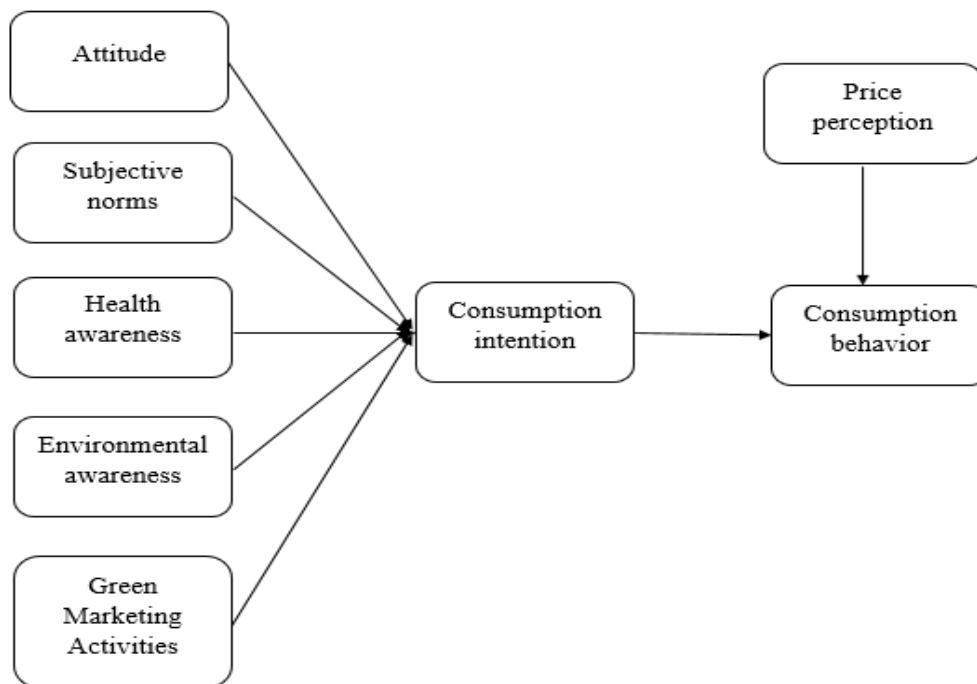 Attitude
Subjective
norms
Health
awareness
Environmental
awareness
Green
Marketing
Activities
Consumption
intention
Price
perception
Consumption
behavior